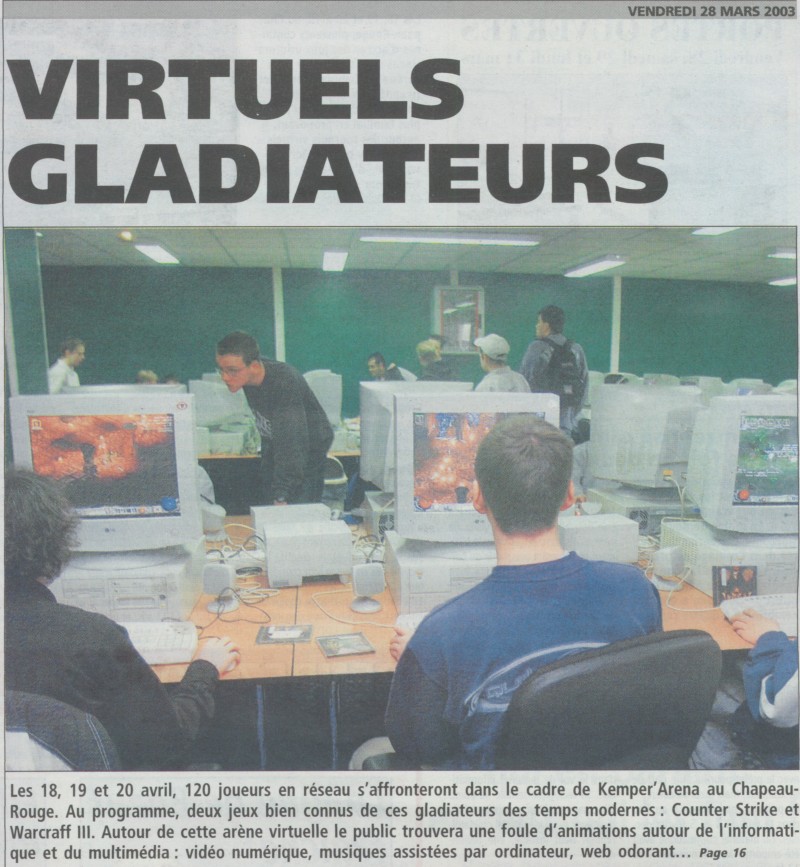 VENDREDI 28 MARS 2003
VIRTUELS
GLADIATEURS
Les 18, 19 et 20 avril, 120 joueurs en réseau s'affronteront dans le cadre de Kemper'Arena au Chapeau-
Rouge. Au programme, deux jeux bien connus de ces gladiateurs des temps modernes : Counter Strike et
Warcraff III. Autour de cette arène virtuelle le public trouvera une foule d'animations autour de l'informati-
que et du multimédia : vidéo numérique, musiques assistées par ordinateur, web odorant... Page 16